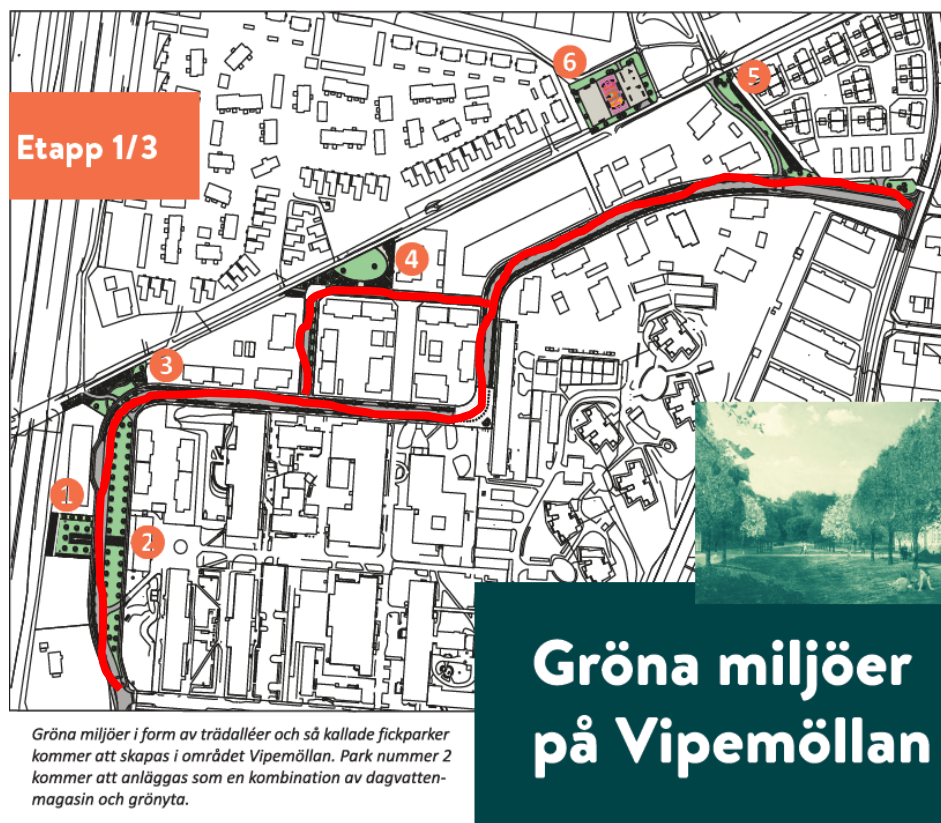 6
5
Etapp 1/3
4
3
1
2
Gröna miljöer
på Vipemöllan
Gröna miljöer i form av trädalléer och så kallade fickparker
kommer att skapas i området Vipemöllan. Park nummer 2
kommer att anläggas som en kombination av dagvatten-
magasin och grönyta.